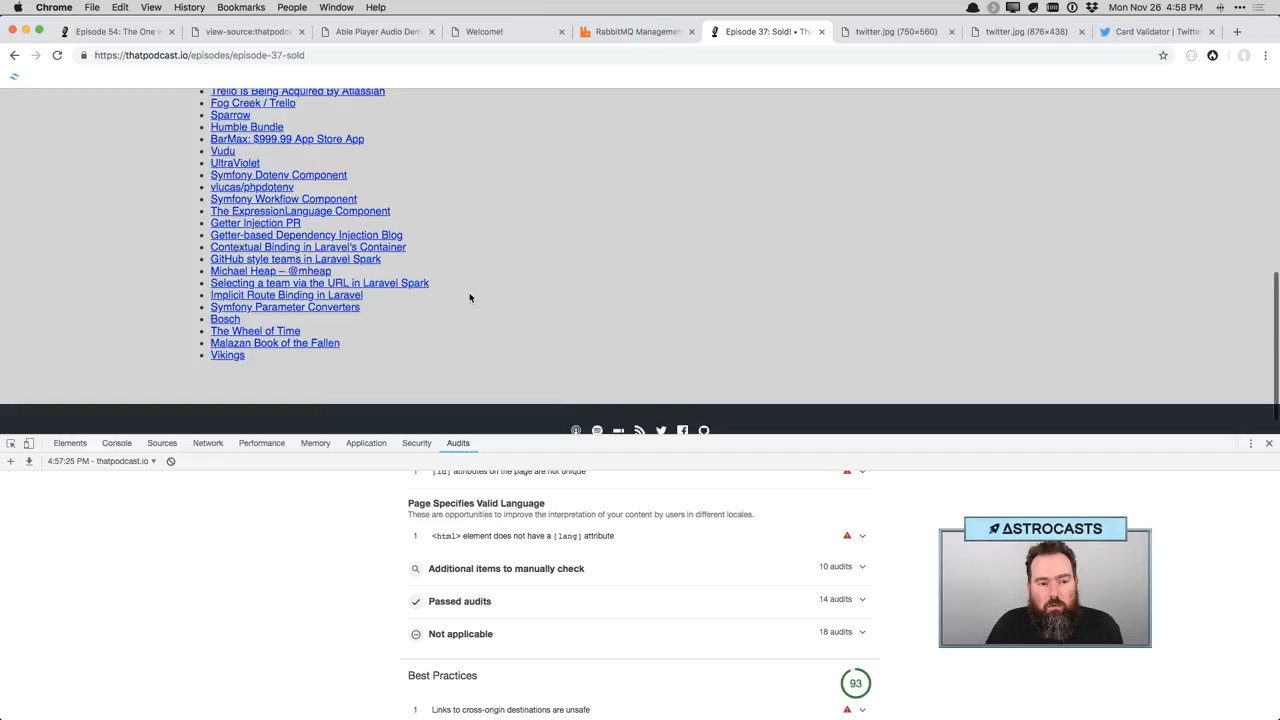 Chrome File Edit View History Bookmarks People Window Help Mon Nov 26 4:58 PM
Episode 54: The One w view-source:thatpodca Able Player Audio Dem Welcome! RabbitMQ Managemen Episode 37: Sold! • Tha twitter.jpg (750×560) twitter.jpg (876×438) Card Validator | Twitte
https://thatpodcast.io/episodes/episode-37-sold
Trello Is Being Acquired By Atlassian
Fog Creek / Trello
Sparrow
Humble Bundle
BarMax: $999.99 App Store App
Vudu
UltraViolet
Symfony Dotenv Component
vlucas/phpdotenv
Symfony Workflow Component
The ExpressionLanguage Component
Getter Injection PR
Getter-based Dependency Injection Blog
Contextual Binding in Laravel's Container
GitHub style teams in Laravel Spark
Michael Heap – @mheap
Selecting a team via the URL in Laravel Spark
Implicit Route Binding in Laravel
Symfony Parameter Converters
Bosch
The Wheel of Time
Malazan Book of the Fallen
Vikings
Elements Console Sources Network Performance Memory Application Security Audits
4:57:25 PM - thatpodcast.io
1 [id] attributes on the page are not unique
Page Specifies Valid Language
These are opportunities to improve the interpretation of your content by users in different locales.
1 <html> element does not have a [lang] attribute
Additional items to manually check 10 audits
Passed audits 14 audits
Not applicable 18 audits
Best Practices 93
1 Links to cross-origin destinations are unsafe
ASTROCASTS